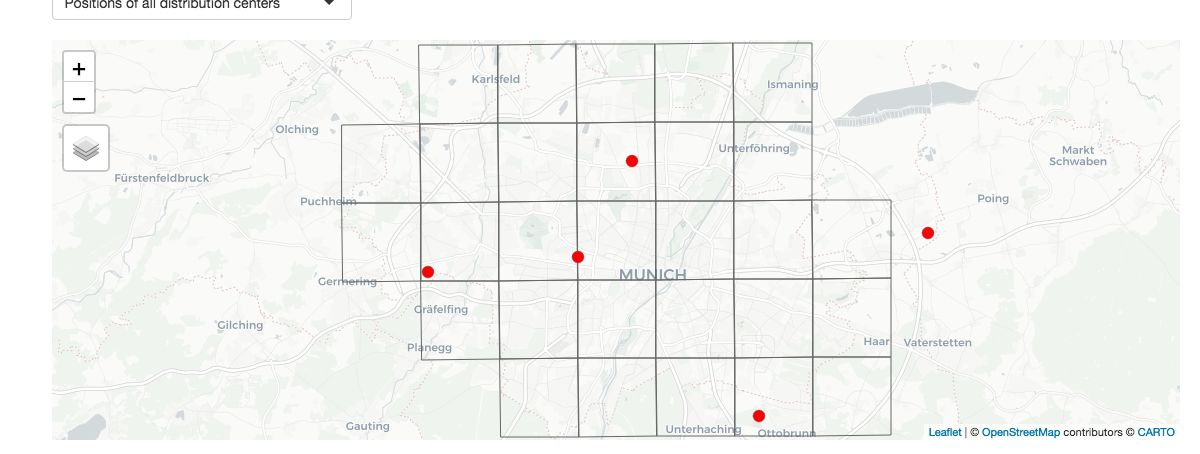 Positions of all distribution centers
+
−
Karlsfeld
Ismaning
Olching
Unterföhring
Markt
Schwaben
Fürstenfeldbruck
Puchheim
Poing
MUNICH
Germering
Gräfelfing
Gilching
Planegg
Haar
Vaterstetten
Gauting
Unterhaching
Ottobrunn
Leaflet | © OpenStreetMap contributors © CARTO